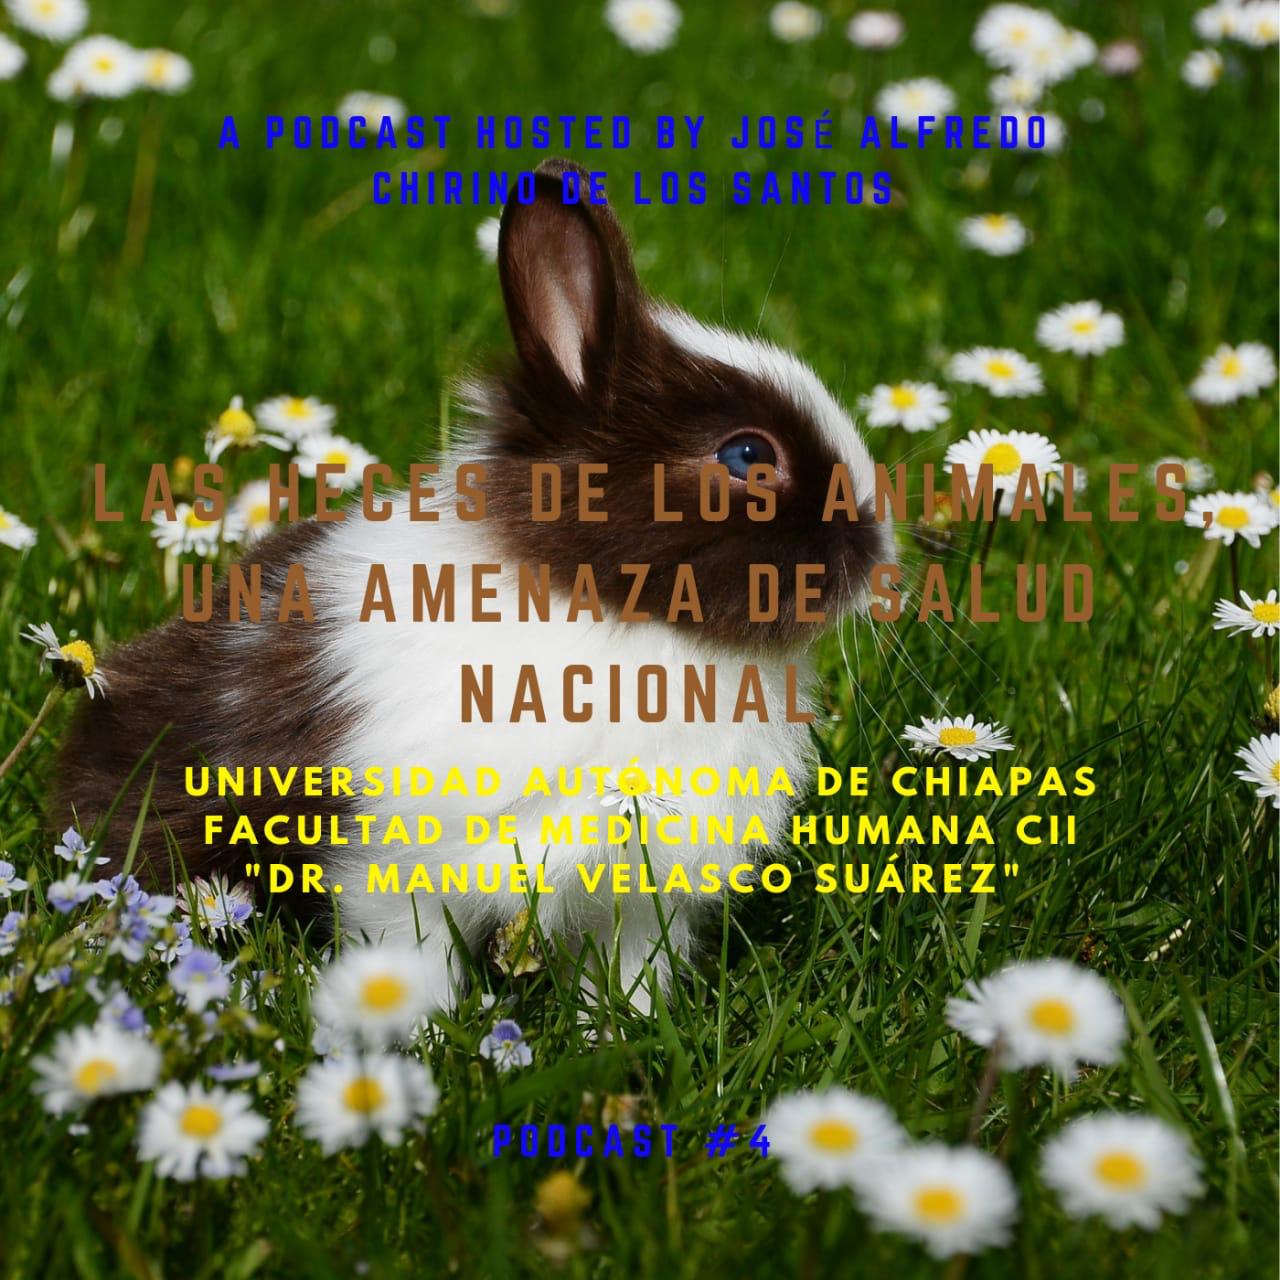 A PODCAST HOSTED BY JOSÉ ALFREDO
CHIRINO DE LOS SANTOS
LAS HECES DE LOS ANIMALES,
UNA AMENAZA DE SALUD
NACIONAL
UNIVERSIDAD AUTÓNOMA DE CHIAPAS
FACULTAD DE MEDICINA HUMANA CII
"DR. MANUEL VELASCO SUÁREZ"
PODCAST #4